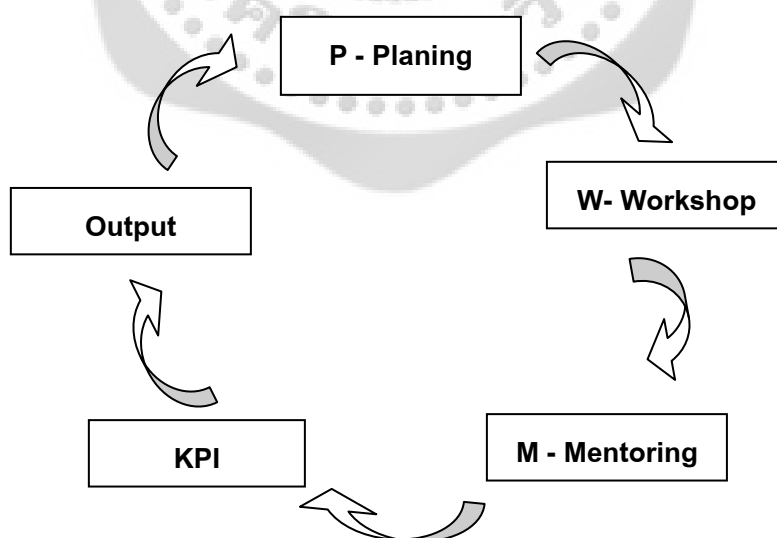 P - Planing
W- Workshop
M - Mentoring
KPI
Output